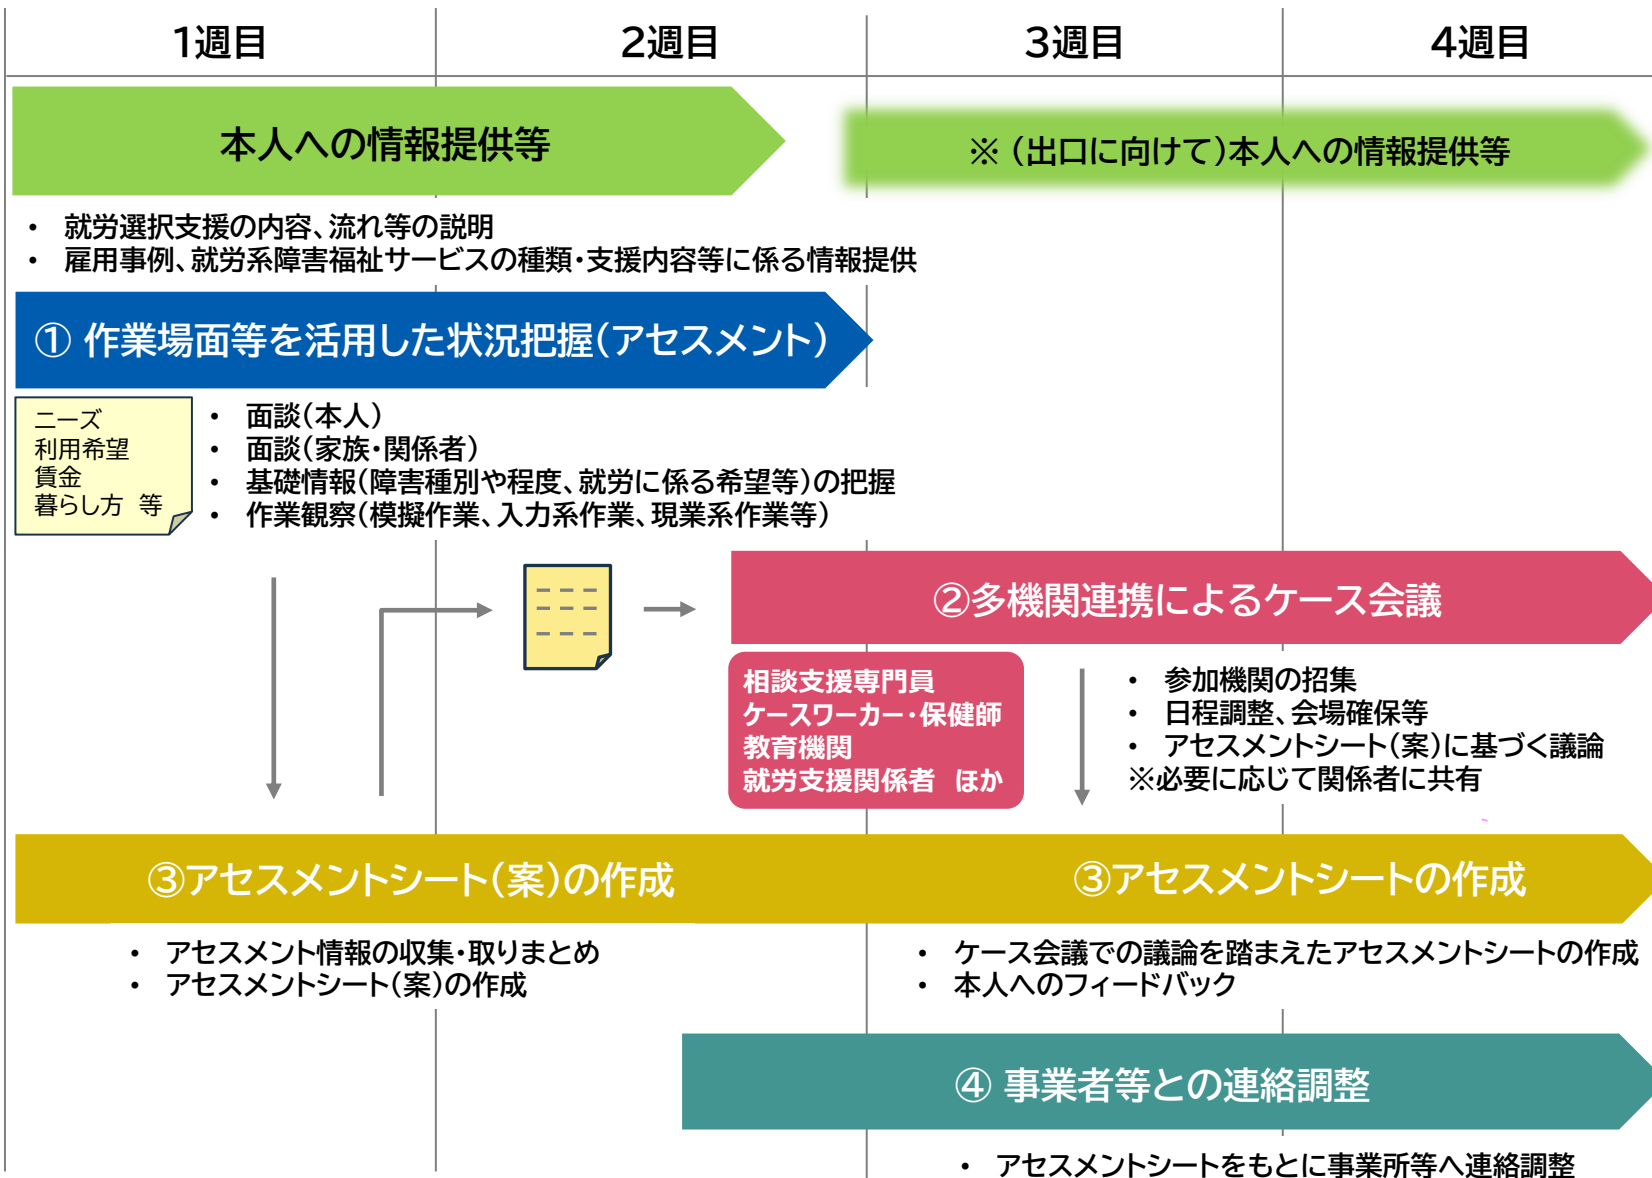 1週目
2週目
3週目
4週目
本人への情報提供等
※（出口に向けて）本人への情報提供等
・ 就労選択支援の内容、流れ等の説明
・ 雇用事例、就労系障害福祉サービスの種類・支援内容等に係る情報提供
① 作業場面等を活用した状況把握（アセスメント）
ニーズ
利用希望
賃金
暮らし方 等
・ 面談（本人）
・ 面談（家族・関係者）
・ 基礎情報（障害種別や程度、就労に係る希望等）の把握
・ 作業観察（模擬作業、入力系作業、現業系作業等）
②多機関連携によるケース会議
相談支援専門員
ケースワーカー・保健師
教育機関
就労支援関係者 ほか
・ 参加機関の招集
・ 日程調整、会場確保等
・ アセスメントシート（案）に基づく議論
※必要に応じて関係者に共有
③アセスメントシート（案）の作成
③アセスメントシートの作成
・ アセスメント情報の収集・取りまとめ
・ アセスメントシート（案）の作成
・ ケース会議での議論を踏まえたアセスメントシートの作成
・ 本人へのフィードバック
④ 事業者等との連絡調整
・ アセスメントシートをもとに事業所等へ連絡調整